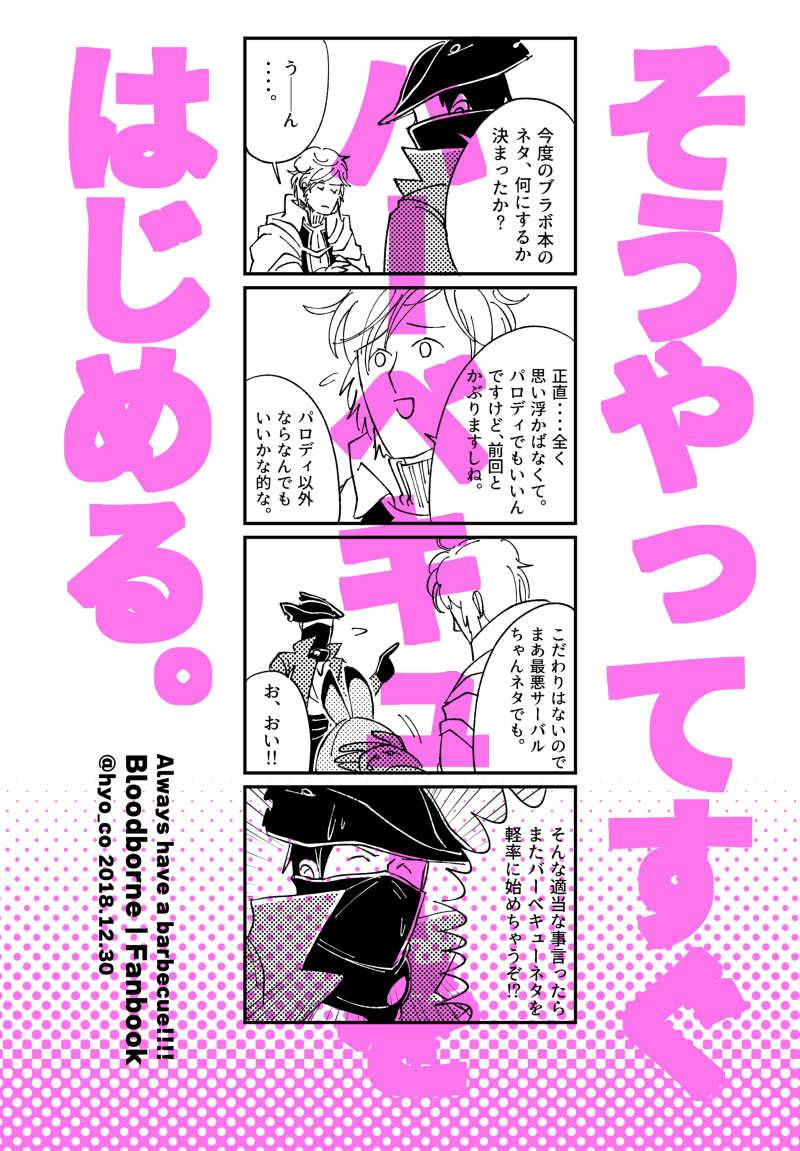 そうやってすぐ
バーベキューを
はじめる。
今度のブラボ本の
ネタ、何にするか
決まったか?
うーん
‥‥。
正直‥‥全く
思い浮かばなくて。
パロディでもいいん
ですけど、前回と
かぶりますしね。
パロディ以外
ならなんでも
いいかな的な。
こだわりはないので
まあ最悪サーバル
ちゃんネタでも。
お、おい!!
そんな適当な事言ったら
またバーベキューネタを
軽率に始めちゃうぞ!?
Always have a barbecue!!!!
Bloodborne | Fanbook
@hyo_co 2018.12.30